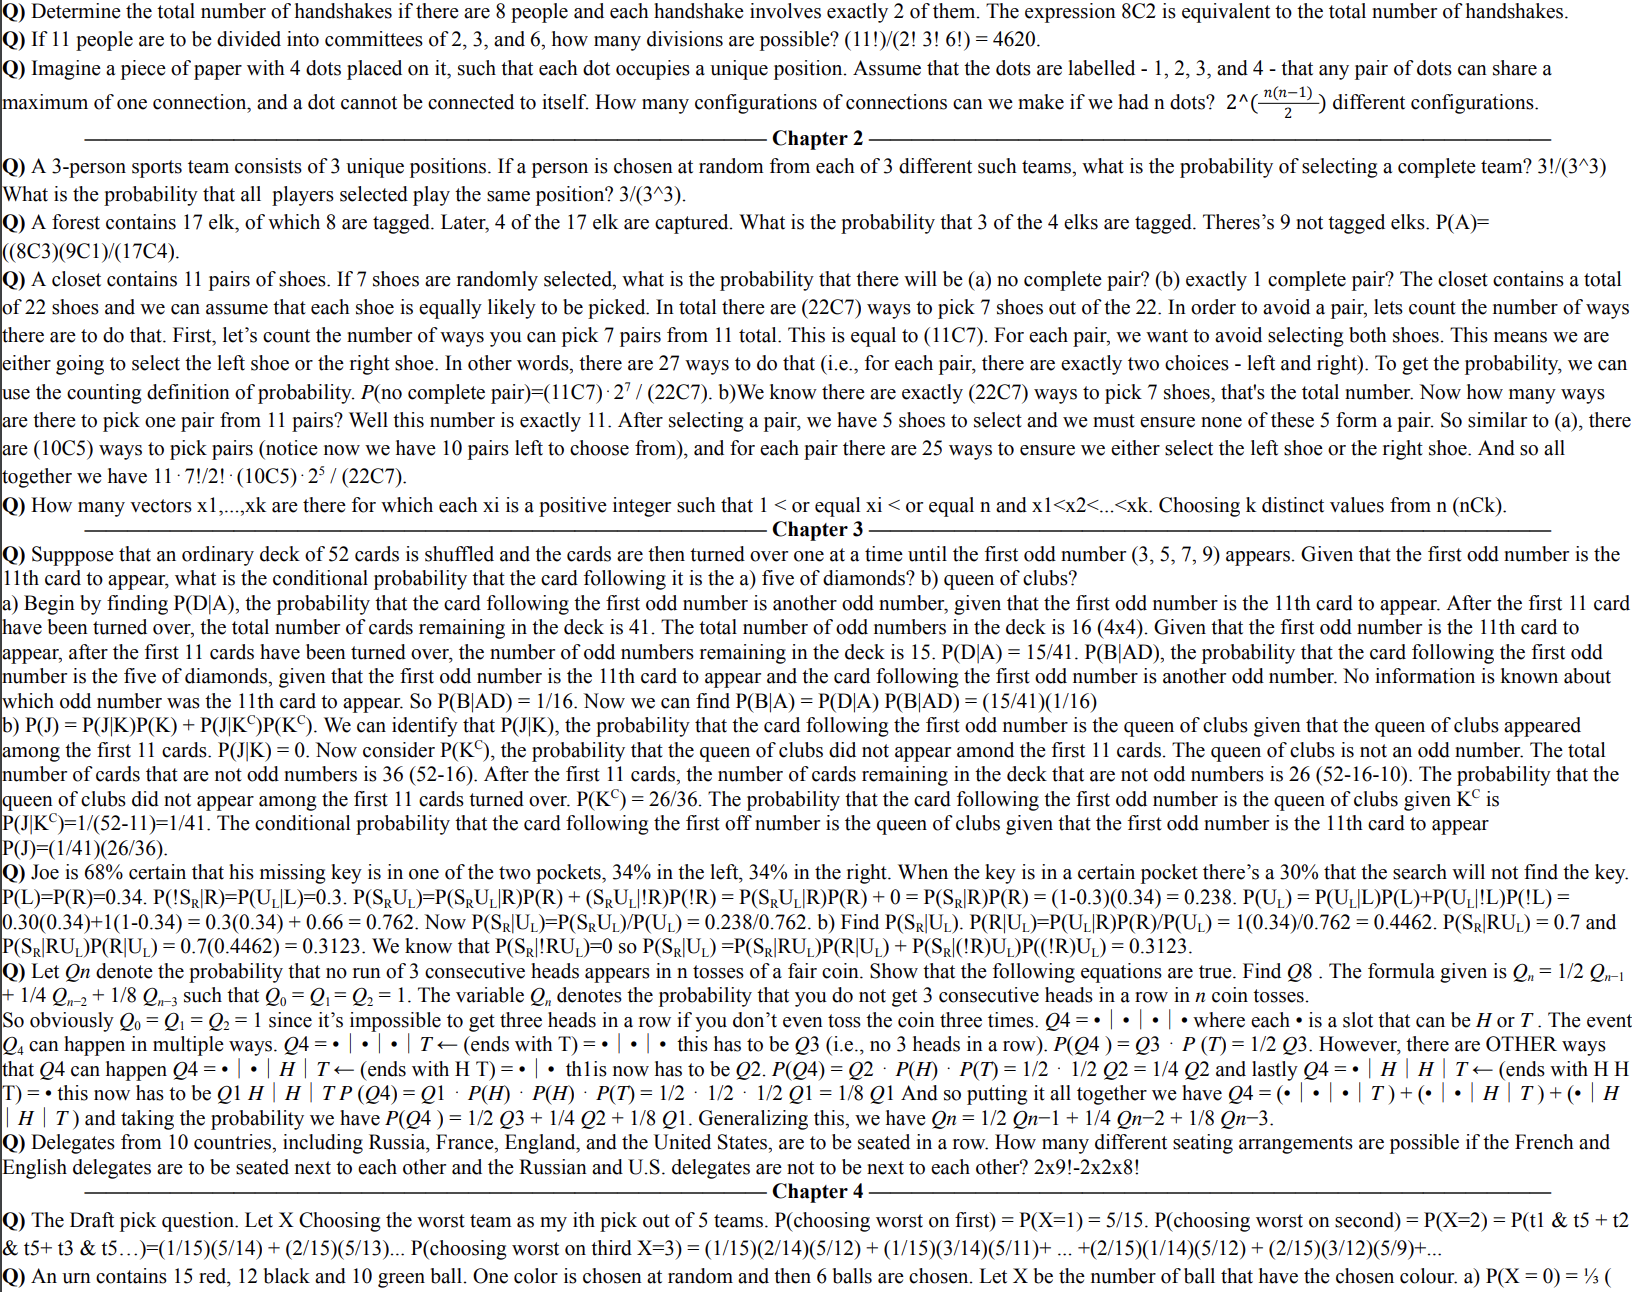 Q) Determine the total number of handshakes if there are 8 people and each handshake involves exactly 2 of them. The expression 8C2 is equivalent to the total number of handshakes.
Q) If 11 people are to be divided into committees of 2, 3, and 6, how many divisions are possible? (11!)/(2! 3! 6!) = 4620.
Q) Imagine a piece of paper with 4 dots placed on it, such that each dot occupies a unique position. Assume that the dots are labelled - 1, 2, 3, and 4 - that any pair of dots can share a
maximum of one connection, and a dot cannot be connected to itself. How many configurations of connections can we make if we had n dots? 2^(n(n−1)/2) different configurations.
Chapter 2
Q) A 3-person sports team consists of 3 unique positions. If a person is chosen at random from each of 3 different such teams, what is the probability of selecting a complete team? 3!/(3^3)
What is the probability that all players selected play the same position? 3/(3^3).
Q) A forest contains 17 elk, of which 8 are tagged. Later, 4 of the 17 elk are captured. What is the probability that 3 of the 4 elks are tagged. Theres’s 9 not tagged elks. P(A)=
((8C3)(9C1)/(17C4).
Q) A closet contains 11 pairs of shoes. If 7 shoes are randomly selected, what is the probability that there will be (a) no complete pair? (b) exactly 1 complete pair? The closet contains a total
of 22 shoes and we can assume that each shoe is equally likely to be picked. In total there are (22C7) ways to pick 7 shoes out of the 22. In order to avoid a pair, lets count the number of ways
there are to do that. First, let’s count the number of ways you can pick 7 pairs from 11 total. This is equal to (11C7). For each pair, we want to avoid selecting both shoes. This means we are
either going to select the left shoe or the right shoe. In other words, there are 27 ways to do that (i.e., for each pair, there are exactly two choices - left and right). To get the probability, we can
use the counting definition of probability. P(no complete pair)=(11C7)·2⁷ / (22C7). b)We know there are exactly (22C7) ways to pick 7 shoes, that's the total number. Now how many ways
are there to pick one pair from 11 pairs? Well this number is exactly 11. After selecting a pair, we have 5 shoes to select and we must ensure none of these 5 form a pair. So similar to (a), there
are (10C5) ways to pick pairs (notice now we have 10 pairs left to choose from), and for each pair there are 25 ways to ensure we either select the left shoe or the right shoe. And so all
together we have 11·7!/2!·(10C5)·2⁵ / (22C7).
Q) How many vectors x1,...,xk are there for which each xi is a positive integer such that 1 < or equal xi < or equal n and x1<x2<...<xk. Choosing k distinct values from n (nCk).
Chapter 3
Q) Supppose that an ordinary deck of 52 cards is shuffled and the cards are then turned over one at a time until the first odd number (3, 5, 7, 9) appears. Given that the first odd number is the
11th card to appear, what is the conditional probability that the card following it is the a) five of diamonds? b) queen of clubs?
a) Begin by finding P(D|A), the probability that the card following the first odd number is another odd number, given that the first odd number is the 11th card to appear. After the first 11 card
have been turned over, the total number of cards remaining in the deck is 41. The total number of odd numbers in the deck is 16 (4x4). Given that the first odd number is the 11th card to
appear, after the first 11 cards have been turned over, the number of odd numbers remaining in the deck is 15. P(D|A) = 15/41. P(B|AD), the probability that the card following the first odd
number is the five of diamonds, given that the first odd number is the 11th card to appear and the card following the first odd number is another odd number. No information is known about
which odd number was the 11th card to appear. So P(B|AD) = 1/16. Now we can find P(B|A) = P(D|A) P(B|AD) = (15/41)(1/16)
b) P(J) = P(J|K)P(K) + P(J|Kᶜ)P(Kᶜ). We can identify that P(J|K), the probability that the card following the first odd number is the queen of clubs given that the queen of clubs appeared
among the first 11 cards. P(J|K) = 0. Now consider P(Kᶜ), the probability that the queen of clubs did not appear amond the first 11 cards. The queen of clubs is not an odd number. The total
number of cards that are not odd numbers is 36 (52-16). After the first 11 cards, the number of cards remaining in the deck that are not odd numbers is 26 (52-16-10). The probability that the
queen of clubs did not appear among the first 11 cards turned over. P(Kᶜ) = 26/36. The probability that the card following the first odd number is the queen of clubs given Kᶜ is
P(J|Kᶜ)=1/(52-11)=1/41. The conditional probability that the card following the first off number is the queen of clubs given that the first odd number is the 11th card to appear
P(J)=(1/41)(26/36).
Q) Joe is 68% certain that his missing key is in one of the two pockets, 34% in the left, 34% in the right. When the key is in a certain pocket there’s a 30% that the search will not find the key.
P(L)=P(R)=0.34. P(!S_R|R)=P(U_L|L)=0.3. P(S_RU_L)=P(S_RU_L|R)P(R) + (S_RU_L|!R)P(!R) = P(S_RU_L|R)P(R) + 0 = P(S_R|R)P(R) = (1-0.3)(0.34) = 0.238. P(U_L) = P(U_L|L)P(L)+P(U_L|!L)P(!L) =
0.30(0.34)+1(1-0.34) = 0.3(0.34) + 0.66 = 0.762. Now P(S_R|U_L)=P(S_RU_L)/P(U_L) = 0.238/0.762. b) Find P(S_R|U_L). P(R|U_L)=P(U_L|R)P(R)/P(U_L) = 1(0.34)/0.762 = 0.4462. P(S_R|RU_L) = 0.7 and
P(S_R|RU_L)P(R|U_L) = 0.7(0.4462) = 0.3123. We know that P(S_R|!RU_L)=0 so P(S_R|U_L) =P(S_R|RU_L)P(R|U_L) + P(S_R|(!R)U_L)P((!R)U_L) = 0.3123.
Q) Let Qn denote the probability that no run of 3 consecutive heads appears in n tosses of a fair coin. Show that the following equations are true. Find Q8 . The formula given is Qₙ = 1/2 Qₙ₋₁
+ 1/4 Qₙ₋₂ + 1/8 Qₙ₋₃ such that Q₀ = Q₁ = Q₂ = 1. The variable Qₙ denotes the probability that you do not get 3 consecutive heads in a row in n coin tosses.
So obviously Q₀ = Q₁ = Q₂ = 1 since it’s impossible to get three heads in a row if you don’t even toss the coin three times. Q4 = • | • | • | • where each • is a slot that can be H or T . The event
Q₄ can happen in multiple ways. Q4 = • | • | • | T ← (ends with T) = • | • | • this has to be Q3 (i.e., no 3 heads in a row). P(Q4 ) = Q3 · P (T) = 1/2 Q3. However, there are OTHER ways
that Q4 can happen Q4 = • | • | H | T ← (ends with H T) = • | • th1is now has to be Q2. P(Q4) = Q2 · P(H) · P(T) = 1/2 · 1/2 Q2 = 1/4 Q2 and lastly Q4 = • | H | H | T ← (ends with H H
T) = • this now has to be Q1 H | H | T P (Q4) = Q1 · P(H) · P(H) · P(T) = 1/2 · 1/2 · 1/2 Q1 = 1/8 Q1 And so putting it all together we have Q4 = (• | • | • | T ) + (• | • | H | T ) + (• | H
| H | T ) and taking the probability we have P(Q4 ) = 1/2 Q3 + 1/4 Q2 + 1/8 Q1. Generalizing this, we have Qn = 1/2 Qn−1 + 1/4 Qn−2 + 1/8 Qn−3.
Q) Delegates from 10 countries, including Russia, France, England, and the United States, are to be seated in a row. How many different seating arrangements are possible if the French and
English delegates are to be seated next to each other and the Russian and U.S. delegates are not to be next to each other? 2x9!-2x2x8!
Chapter 4
Q) The Draft pick question. Let X Choosing the worst team as my ith pick out of 5 teams. P(choosing worst on first) = P(X=1) = 5/15. P(choosing worst on second) = P(X=2) = P(t1 & t5 + t2
& t5+ t3 & t5…)=(1/15)(5/14) + (2/15)(5/13)... P(choosing worst on third X=3) = (1/15)(2/14)(5/12) + (1/15)(3/14)(5/11)+ ... +(2/15)(1/14)(5/12) + (2/15)(3/12)(5/9)+...
Q) An urn contains 15 red, 12 black and 10 green ball. One color is chosen at random and then 6 balls are chosen. Let X be the number of ball that have the chosen colour. a) P(X = 0) = ⅓ (